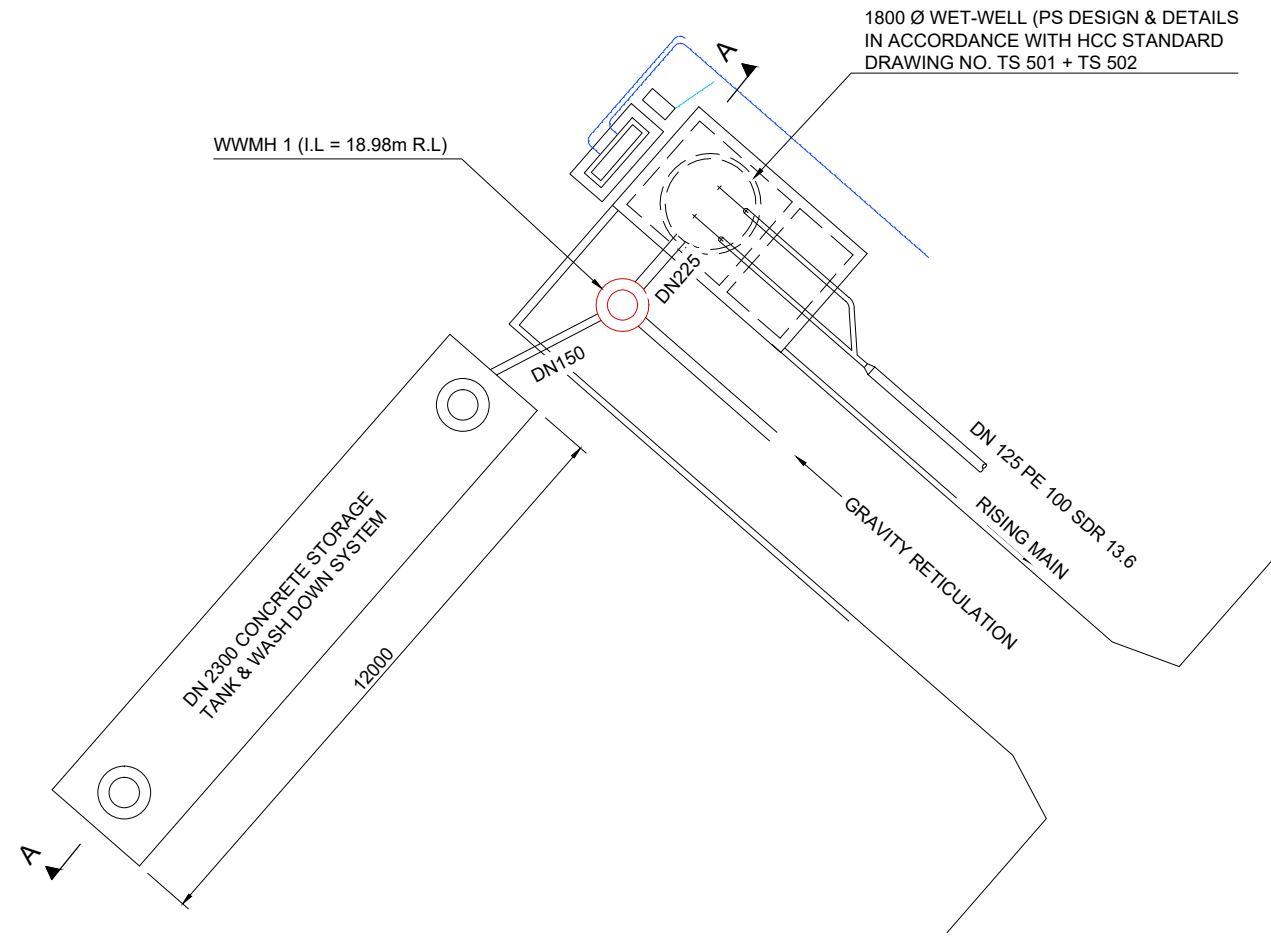 1800 Ø WET-WELL (PS DESIGN & DETAILS
IN ACCORDANCE WITH HCC STANDARD
DRAWING NO. TS 501 + TS 502
A
WWMH 1 (I.L = 18.98m R.L)
DN225
DN150
DN 125 PE 100 SDR 13.6
RISING MAIN
GRAVITY RETICULATION
DN 2300 CONCRETE STORAGE
TANK & WASH DOWN SYSTEM
12000
A